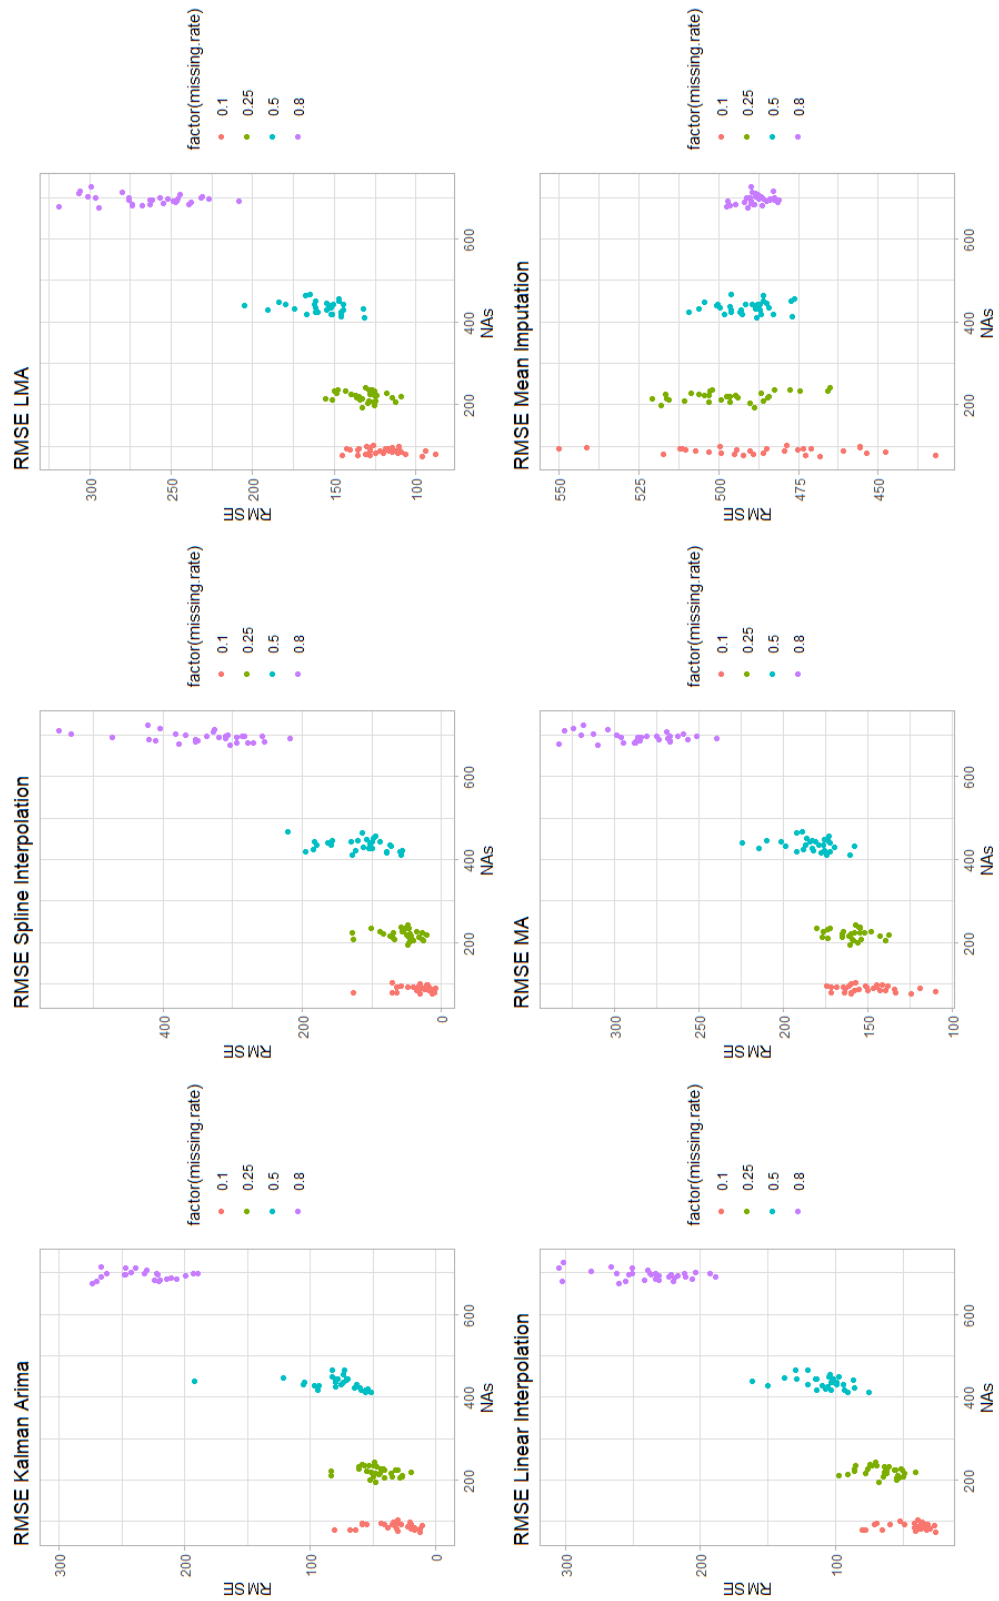 RMSE Kalman Arima
RMSE
300
200
100
0
200
400
600
NAs
factor(missing.rate)
0.1
0.25
0.5
0.8
RMSE Spline Interpolation
RMSE
400
200
0
200
400
600
NAs
factor(missing.rate)
0.1
0.25
0.5
0.8
RMSE LMA
RMSE
300
250
200
150
100
200
400
600
NAs
factor(missing.rate)
0.1
0.25
0.5
0.8
RMSE Linear Interpolation
RMSE
300
200
100
200
400
600
NAs
factor(missing.rate)
0.1
0.25
0.5
0.8
RMSE MA
RMSE
300
250
200
150
100
200
400
600
NAs
factor(missing.rate)
0.1
0.25
0.5
0.8
RMSE Mean Imputation
RMSE
550
525
500
475
450
200
400
600
NAs
factor(missing.rate)
0.1
0.25
0.5
0.8